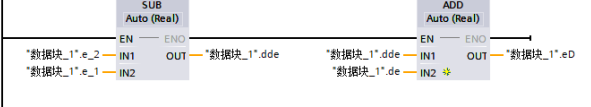 SUB
Auto (Real)
EN ENO
"数据块_1".e_2 IN1 OUT "数据块_1".dde
"数据块_1".e_1 IN2
ADD
Auto (Real)
EN ENO
"数据块_1".dde IN1 OUT "数据块_1".eD
"数据块_1".de IN2